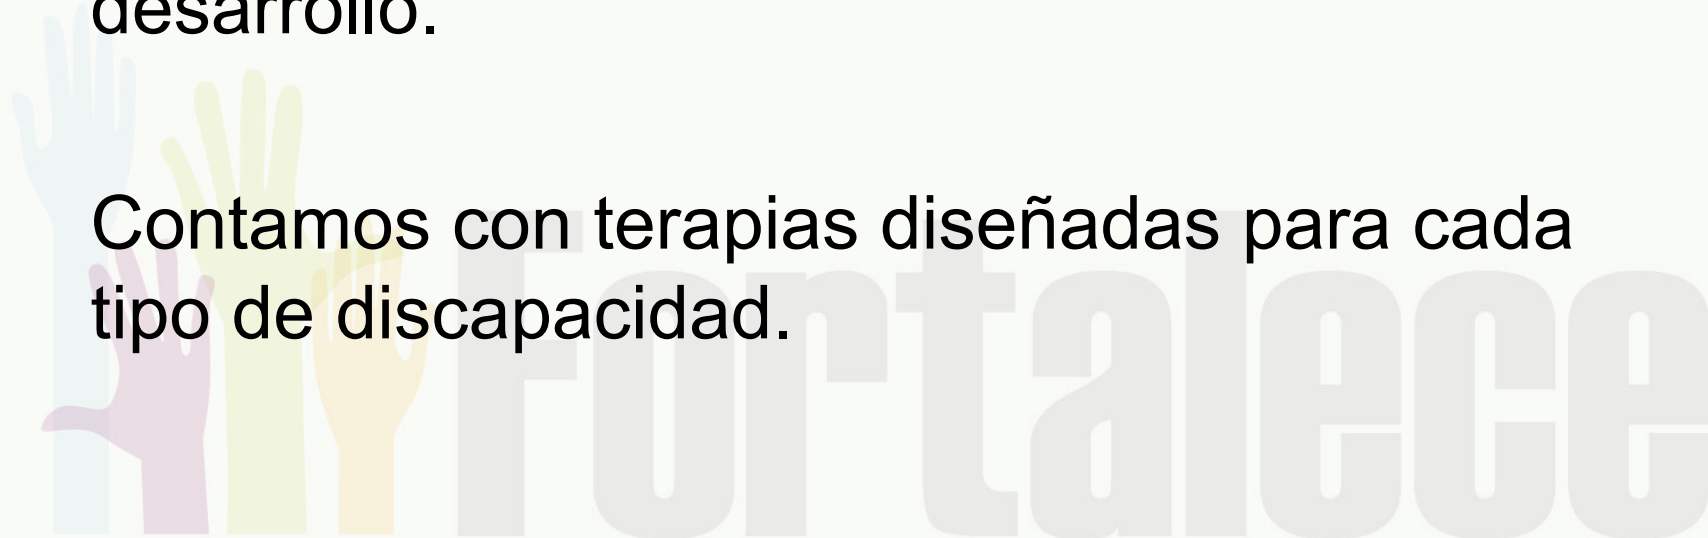 desarrollo.
Contamos con terapias diseñadas para cada
tipo de discapacidad.
Fortalece